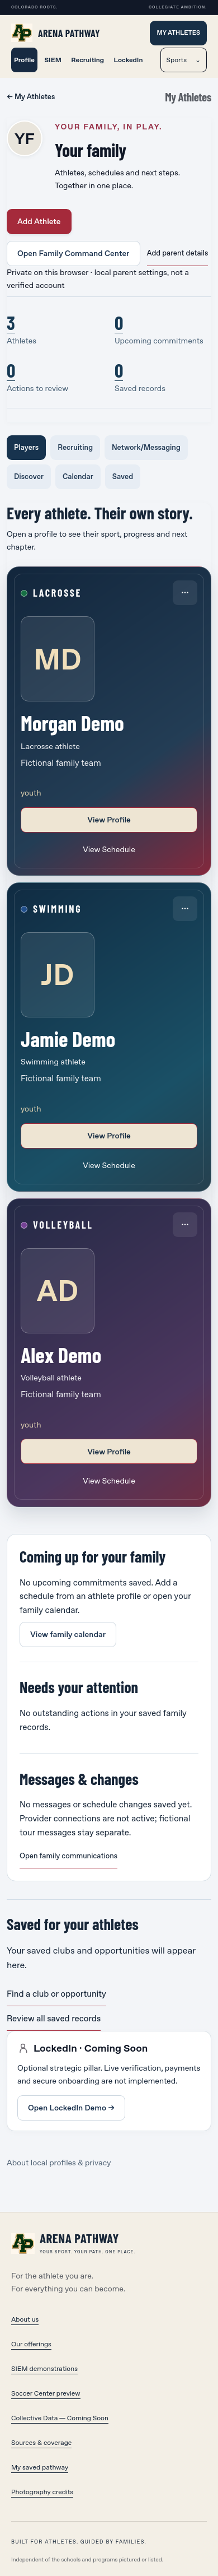 COLORADO ROOTS.
COLLEGIATE AMBITION.
AP
ARENA PATHWAY
MY ATHLETES
Profile
SIEM
Recruiting
LockedIn
Sports
← My Athletes
My Athletes
YF
YOUR FAMILY, IN PLAY.
Your family
Athletes, schedules and next steps.
Together in one place.
Add Athlete
Open Family Command Center
Add parent details
Private on this browser · local parent settings, not a
verified account
3
Athletes
0
Upcoming commitments
0
Actions to review
0
Saved records
Players
Recruiting
Network/Messaging
Discover
Calendar
Saved
Every athlete. Their own story.
Open a profile to see their sport, progress and next
chapter.
LACROSSE
···
MD
Morgan Demo
Lacrosse athlete
Fictional family team
youth
View Profile
View Schedule
SWIMMING
···
JD
Jamie Demo
Swimming athlete
Fictional family team
youth
View Profile
View Schedule
VOLLEYBALL
···
AD
Alex Demo
Volleyball athlete
Fictional family team
youth
View Profile
View Schedule
Coming up for your family
No upcoming commitments saved. Add a
schedule from an athlete profile or open your
family calendar.
View family calendar
Needs your attention
No outstanding actions in your saved family
records.
Messages & changes
No messages or schedule changes saved yet.
Provider connections are not active; fictional
tour messages stay separate.
Open family communications
Saved for your athletes
Your saved clubs and opportunities will appear
here.
Find a club or opportunity
Review all saved records
LockedIn · Coming Soon
Optional strategic pillar. Live verification, payments
and secure onboarding are not implemented.
Open LockedIn Demo →
About local profiles & privacy
AP
ARENA PATHWAY
YOUR SPORT. YOUR PATH. ONE PLACE.
For the athlete you are.
For everything you can become.
About us
Our offerings
SIEM demonstrations
Soccer Center preview
Collective Data — Coming Soon
Sources & coverage
My saved pathway
Photography credits
BUILT FOR ATHLETES. GUIDED BY FAMILIES.
Independent of the schools and programs pictured or listed.